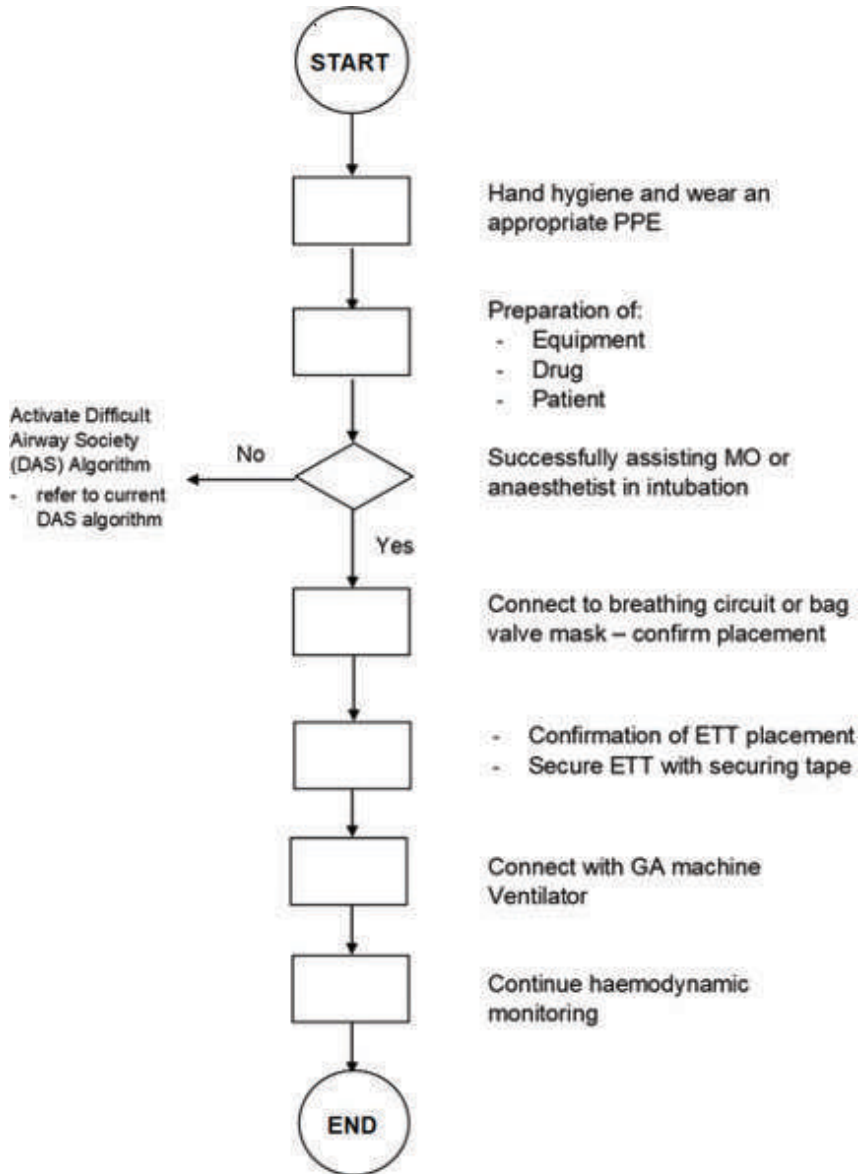 START
Hand hygiene and wear an
appropriate PPE
Preparation of:
- Equipment
- Drug
- Patient
Activate Difficult
Airway Society
(DAS) Algorithm
- refer to current
DAS algorithm
No
Successfully assisting MO or
anaesthetist in intubation
Yes
Connect to breathing circuit or bag
valve mask – confirm placement
- Confirmation of ETT placement
- Secure ETT with securing tape
Connect with GA machine
Ventilator
Continue haemodynamic
monitoring
END